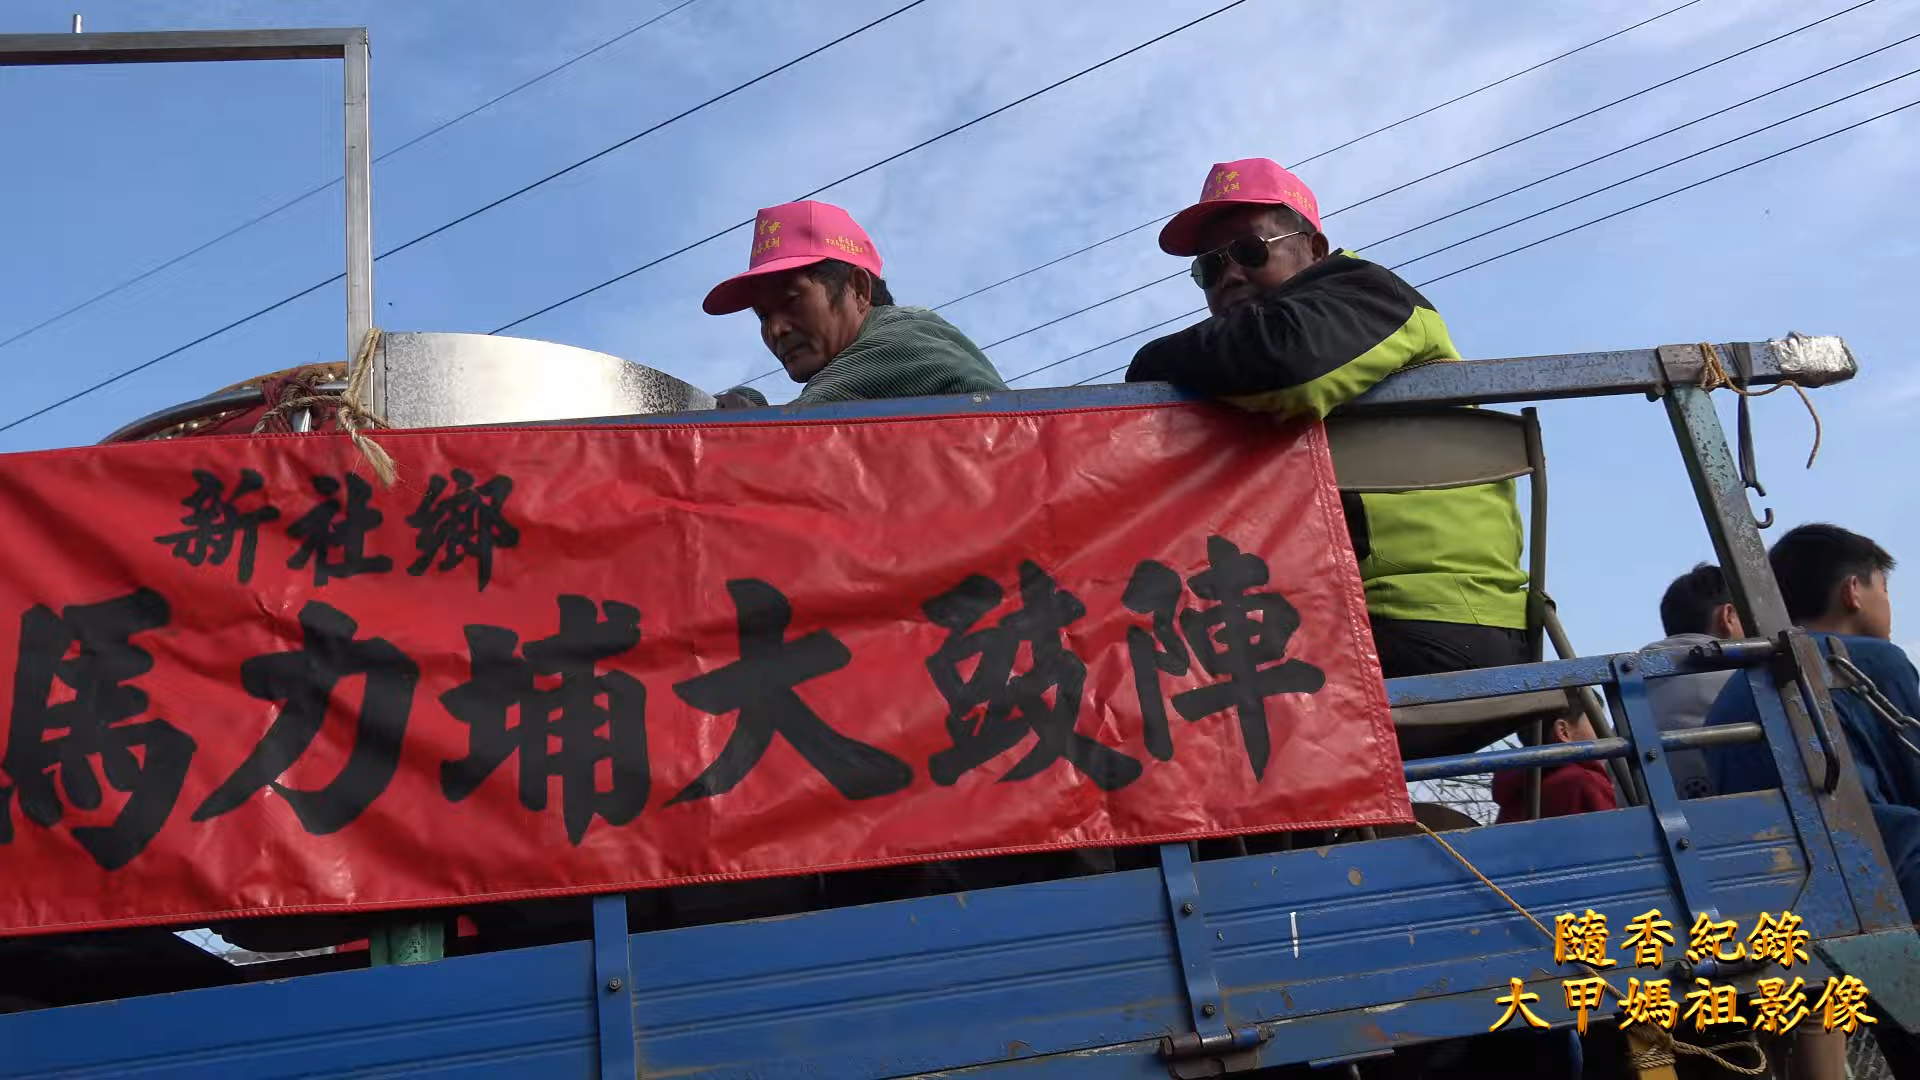 新社鄉
馬力埔大鼓陣
隨香紀錄
大甲媽祖影像